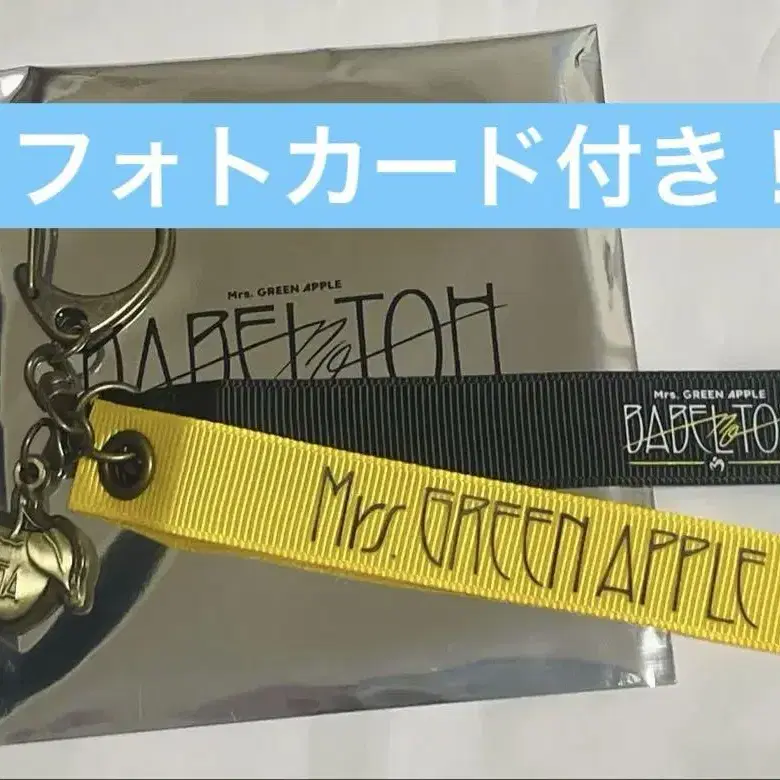 フォトカード付き！
Mrs. GREEN APPLE
BABEL no TOH
Mrs. GREEN APPLE
BABEL no TO
Mrs. GREEN APPLE